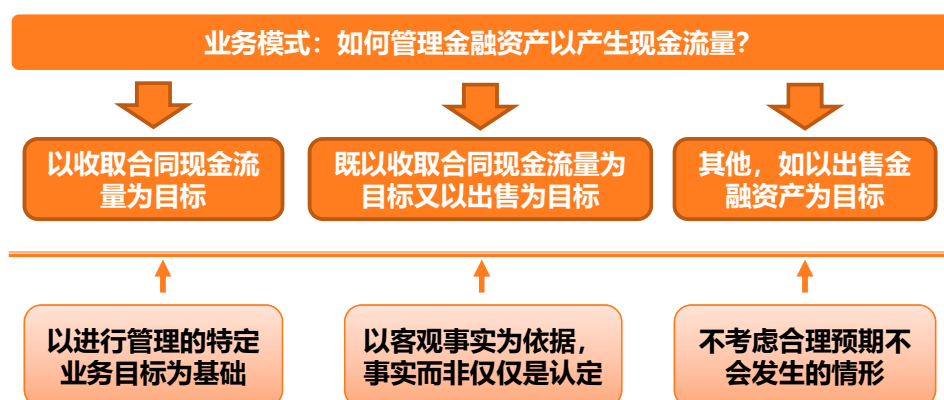 业务模式：如何管理金融资产以产生现金流量？
以收取合同现金流
量为目标
既以收取合同现金流量为
目标又以出售为目标
其他，如以出售金
融资产为目标
以进行管理的特定
业务目标为基础
以客观事实为依据，
事实而非仅仅是认定
不考虑合理预期不
会发生的情形